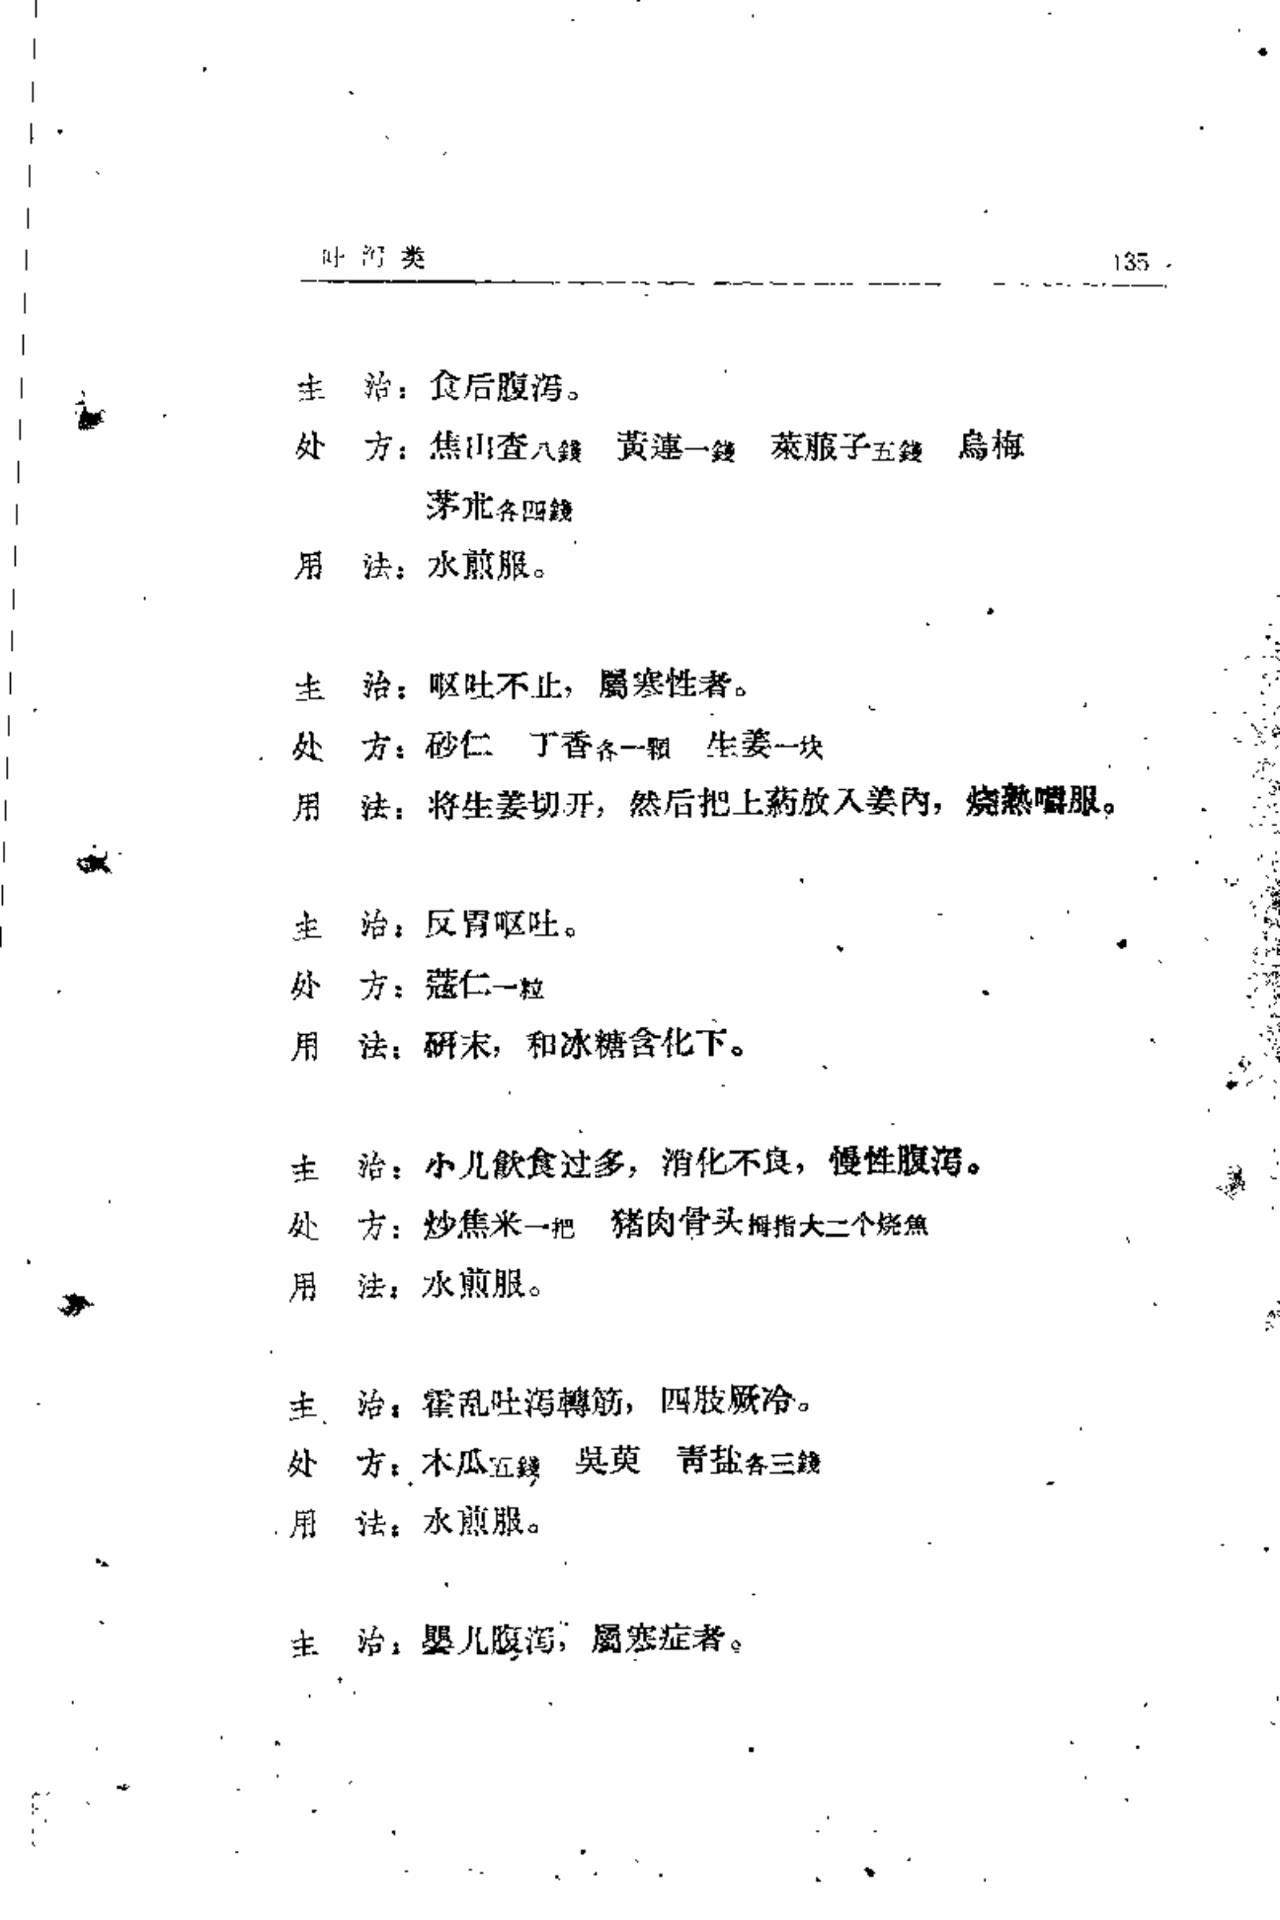 吐泻类 135
主 治：食后腹泻。
处 方：焦山查八錢 黃連一錢 萊菔子五錢 烏梅
茅朮各四錢
用 法：水煎服。
主 治：呕吐不止，屬寒性者。
处 方：砂仁 丁香各一顆 生姜一块
用 法：将生姜切开，然后把上葯放入姜內，烧熟嚼服。
主 治：反胃呕吐。
处 方：蔻仁一粒
用 法：研末，和冰糖含化下。
主 治：小儿飲食过多，消化不良，慢性腹泻。
处 方：炒焦米一把 猪肉骨头拇指大二个烧焦
用 法：水煎服。
主 治：霍乱吐泻轉筋，四肢厥冷。
处 方：木瓜五錢 吳萸 青盐各三錢
用 法：水煎服。
主 治：嬰儿腹泻，屬寒症者。